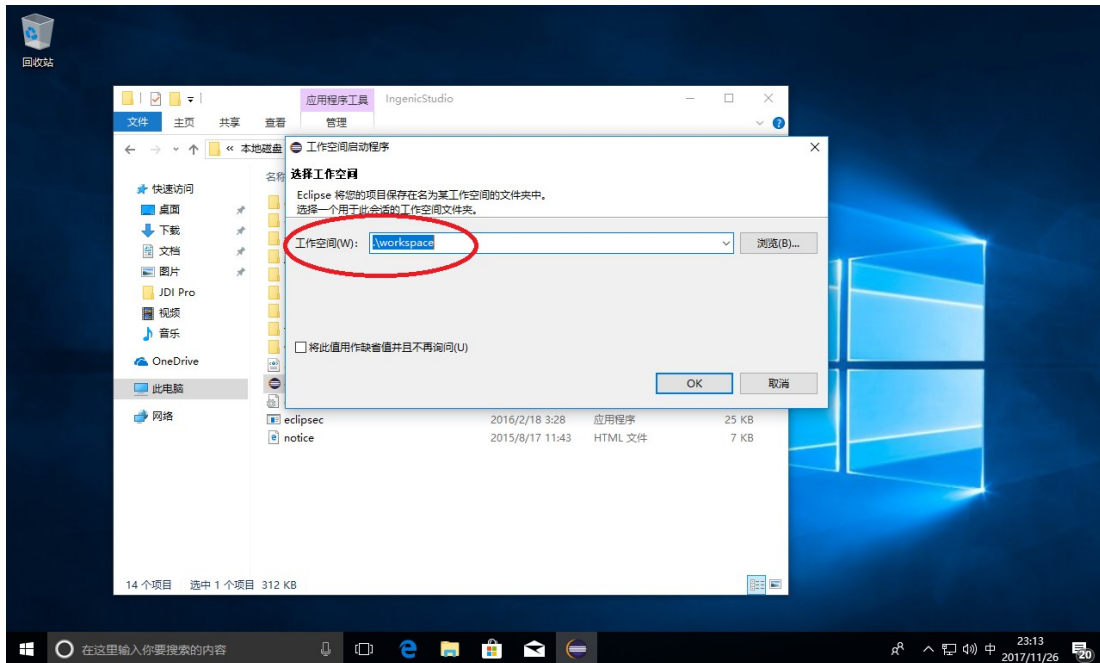 回收站
应用程序工具 IngenicStudio
文件 主页 共享 查看 管理
« 本地磁盘
名称
快速访问
桌面
下载
文档
图片
JDI Pro
视频
音乐
OneDrive
此电脑
网络
工作空间启动程序
选择工作空间
Eclipse 将您的项目保存在名为某工作空间的文件夹中。
选择一个用于此会话的工作空间文件夹。
工作空间(W): .\workspace 浏览(B)...
将此值用作缺省值并且不再询问(U)
OK 取消
eclipsec 2016/2/18 3:28 应用程序 25 KB
notice 2015/8/17 11:43 HTML 文件 7 KB
14 个项目 选中 1 个项目 312 KB
在这里输入你要搜索的内容
中
23:13
2017/11/26
20